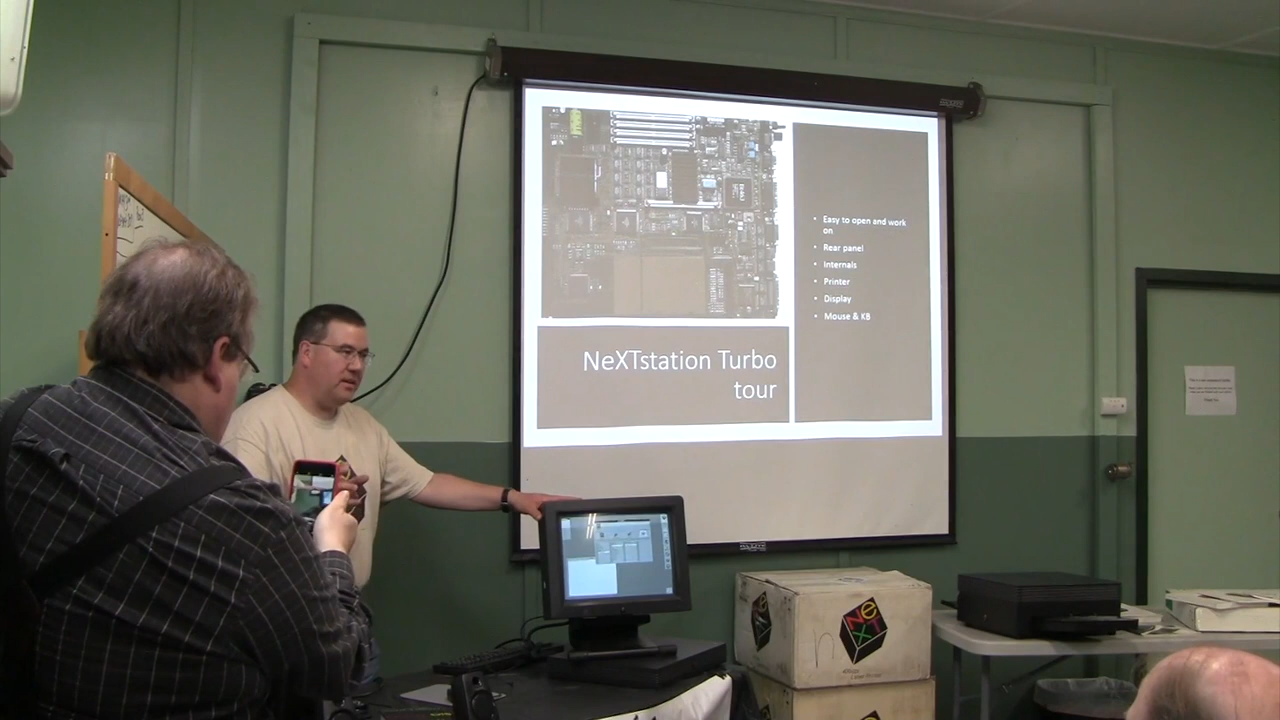 • Easy to open and work
on
• Rear panel
• Internals
• Printer
• Display
• Mouse & KB
NeXTstation Turbo
tour
NeXT